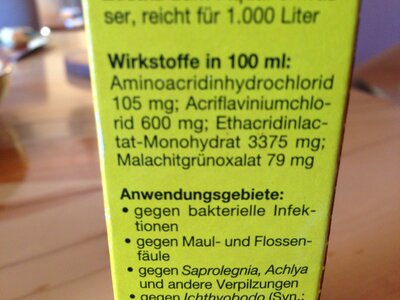 ser, reicht für 1.000 Liter
Wirkstoffe in 100 ml:
Aminoacridinhydrochlorid
105 mg; Acriflaviniumchlo-
rid 600 mg; Ethacridinlac-
tat-Monohydrat 3375 mg;
Malachitgrünoxalat 79 mg
Anwendungsgebiete:
• gegen bakterielle Infek-
tionen
• gegen Maul- und Flossen-
fäule
• gegen Saprolegnia, Achlya
und andere Verpilzungen
• gegen Ichthyobodo (Syn.: